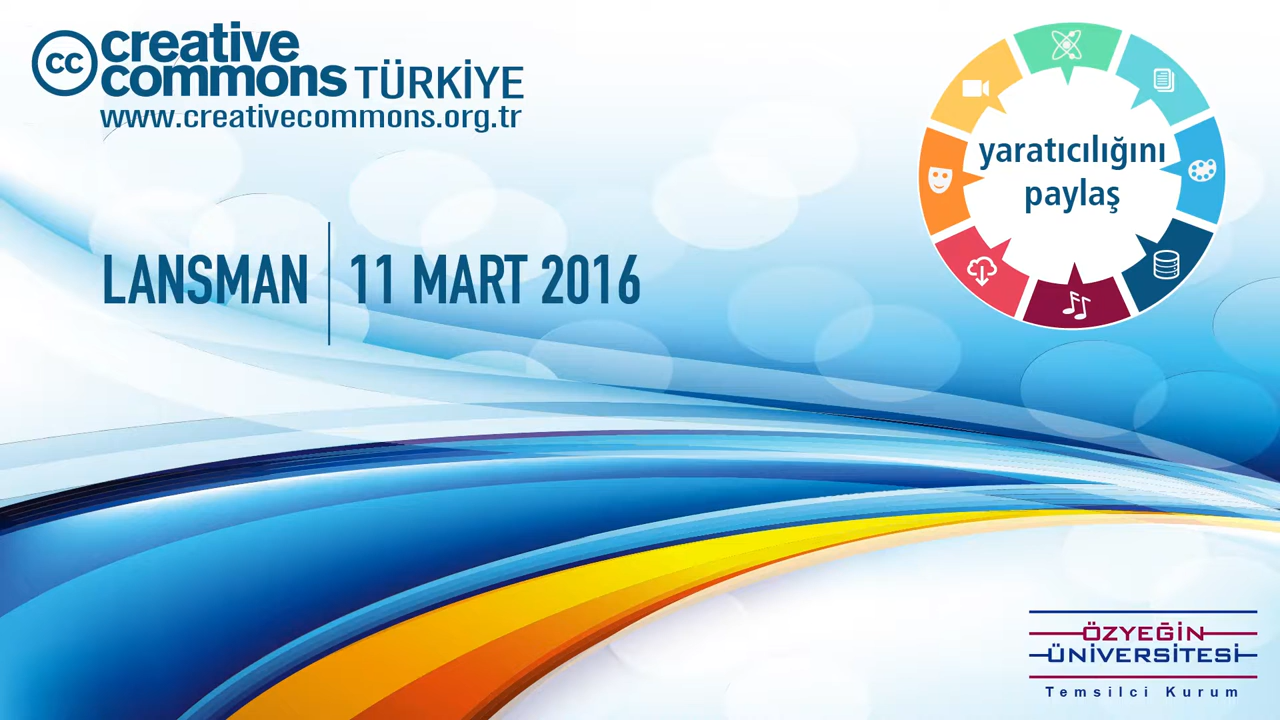 cc creative
commons TÜRKİYE
www.creativecommons.org.tr
yaratıcılığını
paylaş
LANSMAN 11 MART 2016
ÖZYEĞİN
ÜNİVERSİTESİ
Temsilci Kurum